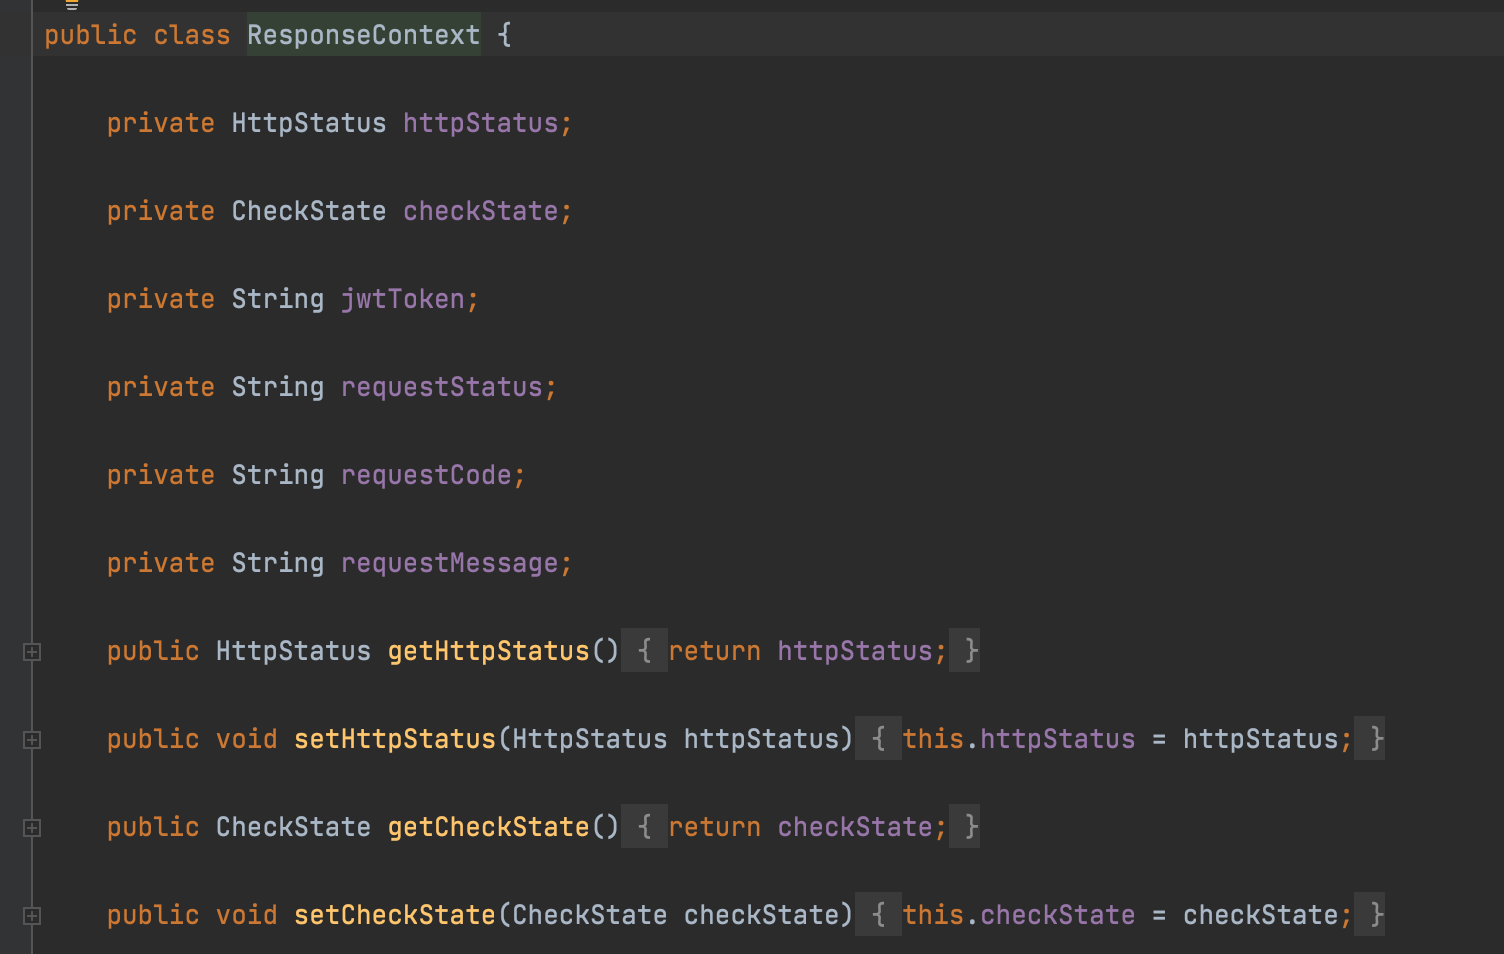 public class ResponseContext {
private HttpStatus httpStatus;
private CheckState checkState;
private String jwtToken;
private String requestStatus;
private String requestCode;
private String requestMessage;
public HttpStatus getHttpStatus() { return httpStatus; }
public void setHttpStatus(HttpStatus httpStatus) { this.httpStatus = httpStatus; }
public CheckState getCheckState() { return checkState; }
public void setCheckState(CheckState checkState) { this.checkState = checkState; }